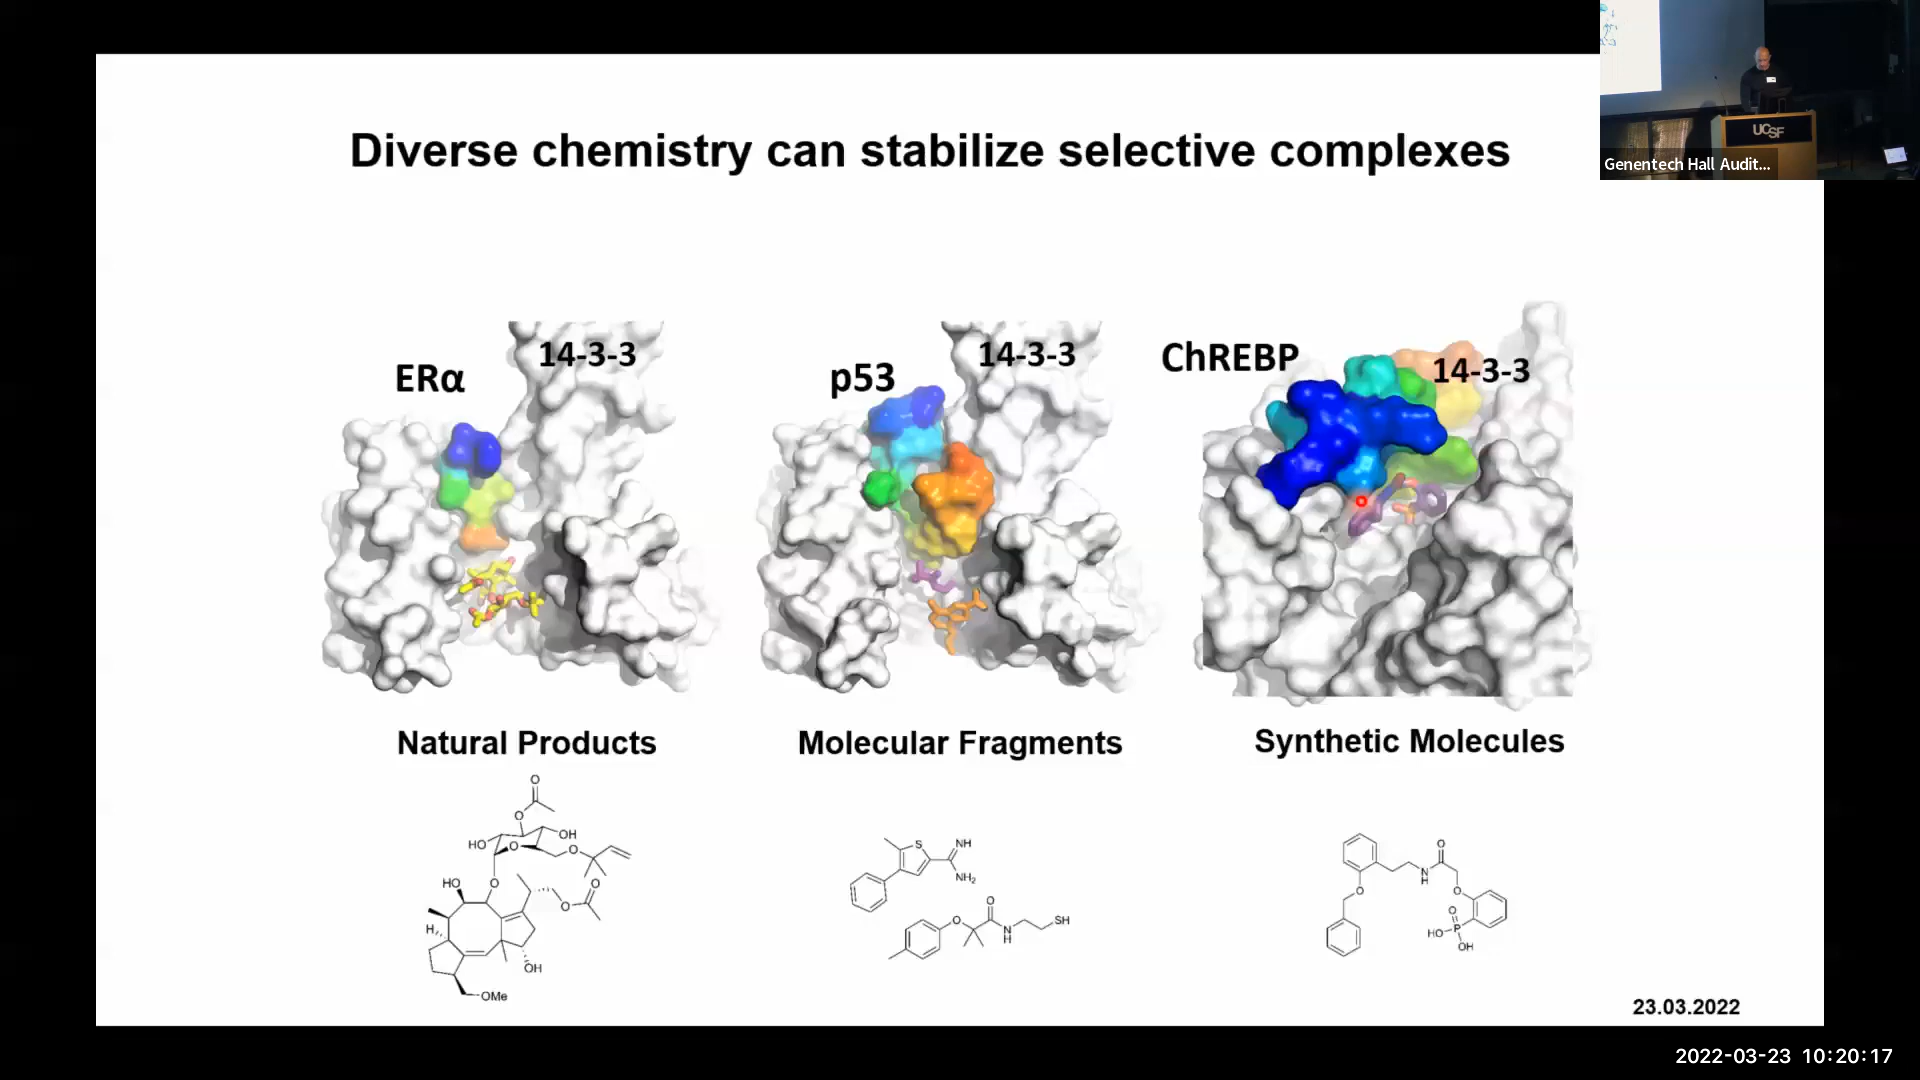 Diverse chemistry can stabilize selective complexes
UCSF
Genentech Hall Audit...
ERα
14-3-3
p53
14-3-3
ChREBP
14-3-3
Natural Products
Molecular Fragments
Synthetic Molecules
O
O
HO
OH
O
O
HO
O
O
O
H
OH
OMe
S
NH
NH₂
O
O
N
H
SH
O
N
H
O
O
O
HO
P
OH
23.03.2022
2022-03-23 10:20:17